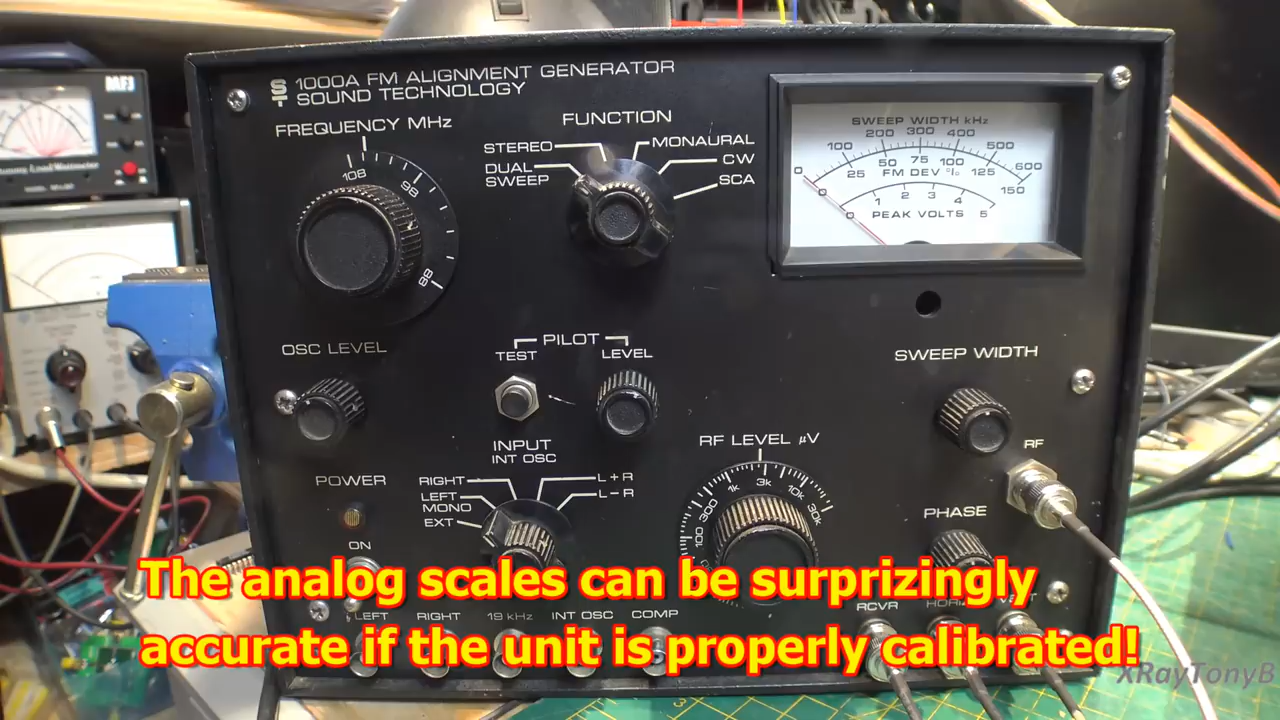 ST 1000A FM ALIGNMENT GENERATOR
SOUND TECHNOLOGY
FREQUENCY MHz
108
98
88
FUNCTION
STEREO
MONAURAL
DUAL
SWEEP
CW
SCA
SWEEP WIDTH kHz
0 100 200 300 400 500 600
25 50 75 100 125 150
FM DEV %
0 1 2 3 4 5
PEAK VOLTS
MFJ
OSC LEVEL
PILOT
TEST
LEVEL
SWEEP WIDTH
INPUT
INT OSC
RIGHT
L+R
LEFT
L−R
MONO
EXT
RF LEVEL µV
100 300 1k 3k 10k 30k
RF
POWER
ON
PHASE
The analog scales can be surprizingly
accurate if the unit is properly calibrated!
LEFT
RIGHT
19 kHz
INT OSC
COMP
RCVR
XRayTonyB